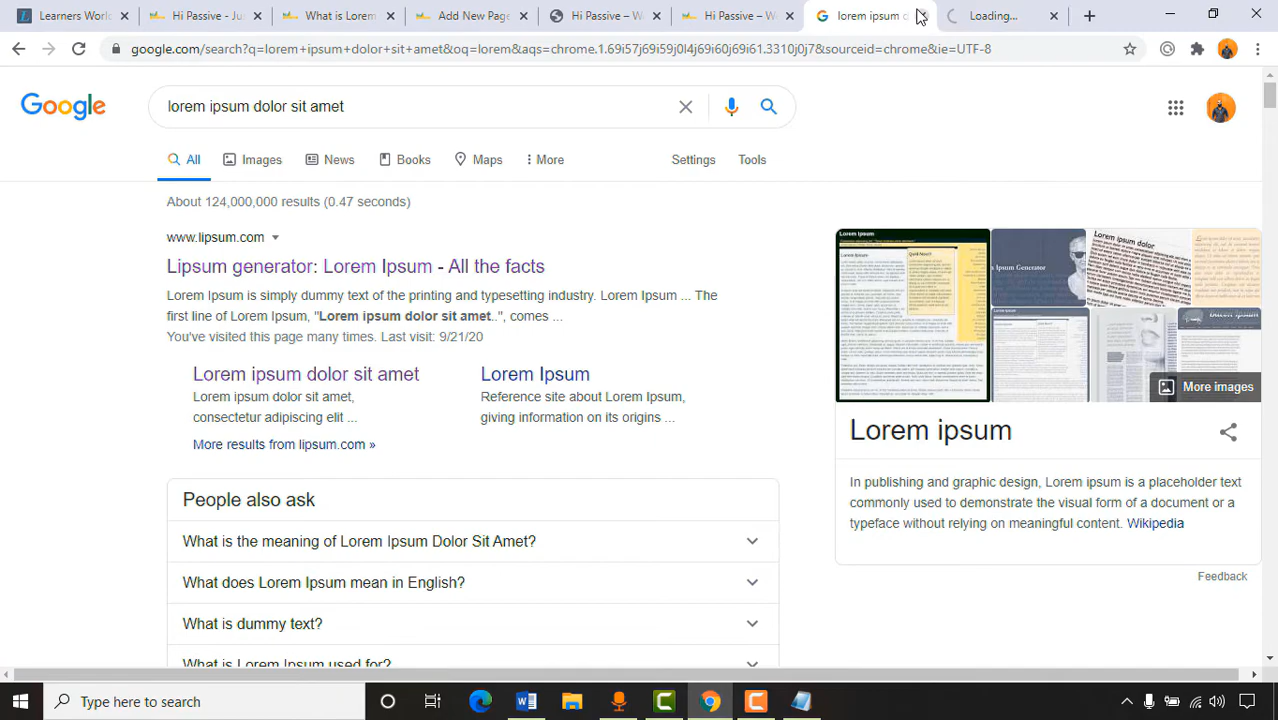 Learners Worl
Hi Passive - Jus
What is Lorem
Add New Page
Hi Passive – W
Hi Passive – W
lorem ipsum d
Loading...
google.com/search?q=lorem+ipsum+dolor+sit+amet&oq=lorem&aqs=chrome.1.69i57j69i59j0l4j69i60j69i61.3310j0j7&sourceid=chrome&ie=UTF-8
Google
lorem ipsum dolor sit amet
All
Images
News
Books
Maps
More
Settings
Tools
About 124,000,000 results (0.47 seconds)
www.lipsum.com
Lipsum generator: Lorem Ipsum - All the facts
Lorem Ipsum is simply dummy text of the printing and typesetting industry. Lorem Ipsum ... The
first line of Lorem Ipsum, "Lorem ipsum dolor sit amet..", comes ...
You've visited this page many times. Last visit: 9/21/20
Lorem ipsum dolor sit amet
Lorem ipsum dolor sit amet,
consectetur adipiscing elit ...
Lorem Ipsum
Reference site about Lorem Ipsum,
giving information on its origins ...
More results from lipsum.com »
People also ask
What is the meaning of Lorem Ipsum Dolor Sit Amet?
What does Lorem Ipsum mean in English?
What is dummy text?
What is Lorem Ipsum used for?
More images
Lorem ipsum
In publishing and graphic design, Lorem ipsum is a placeholder text
commonly used to demonstrate the visual form of a document or a
typeface without relying on meaningful content. Wikipedia
Feedback
Type here to search